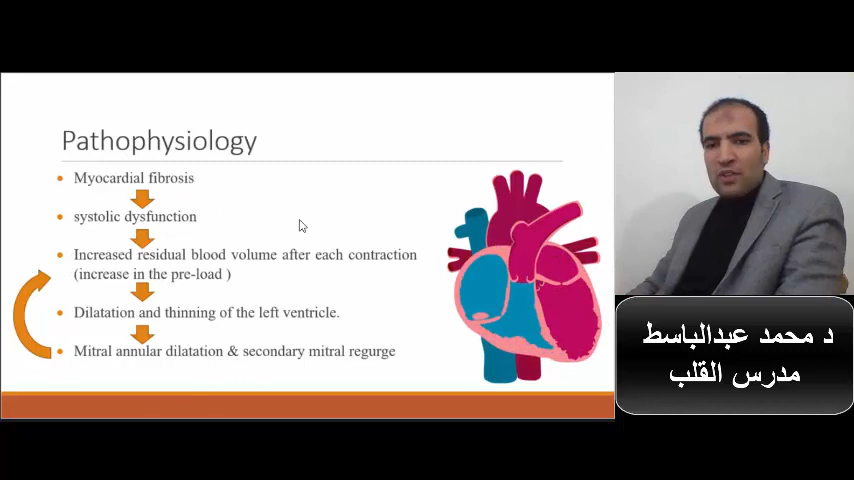 Pathophysiology
Myocardial fibrosis
systolic dysfunction
Increased residual blood volume after each contraction
(increase in the pre-load )
Dilatation and thinning of the left ventricle.
Mitral annular dilatation & secondary mitral regurge
د محمد عبدالباسط
مدرس القلب